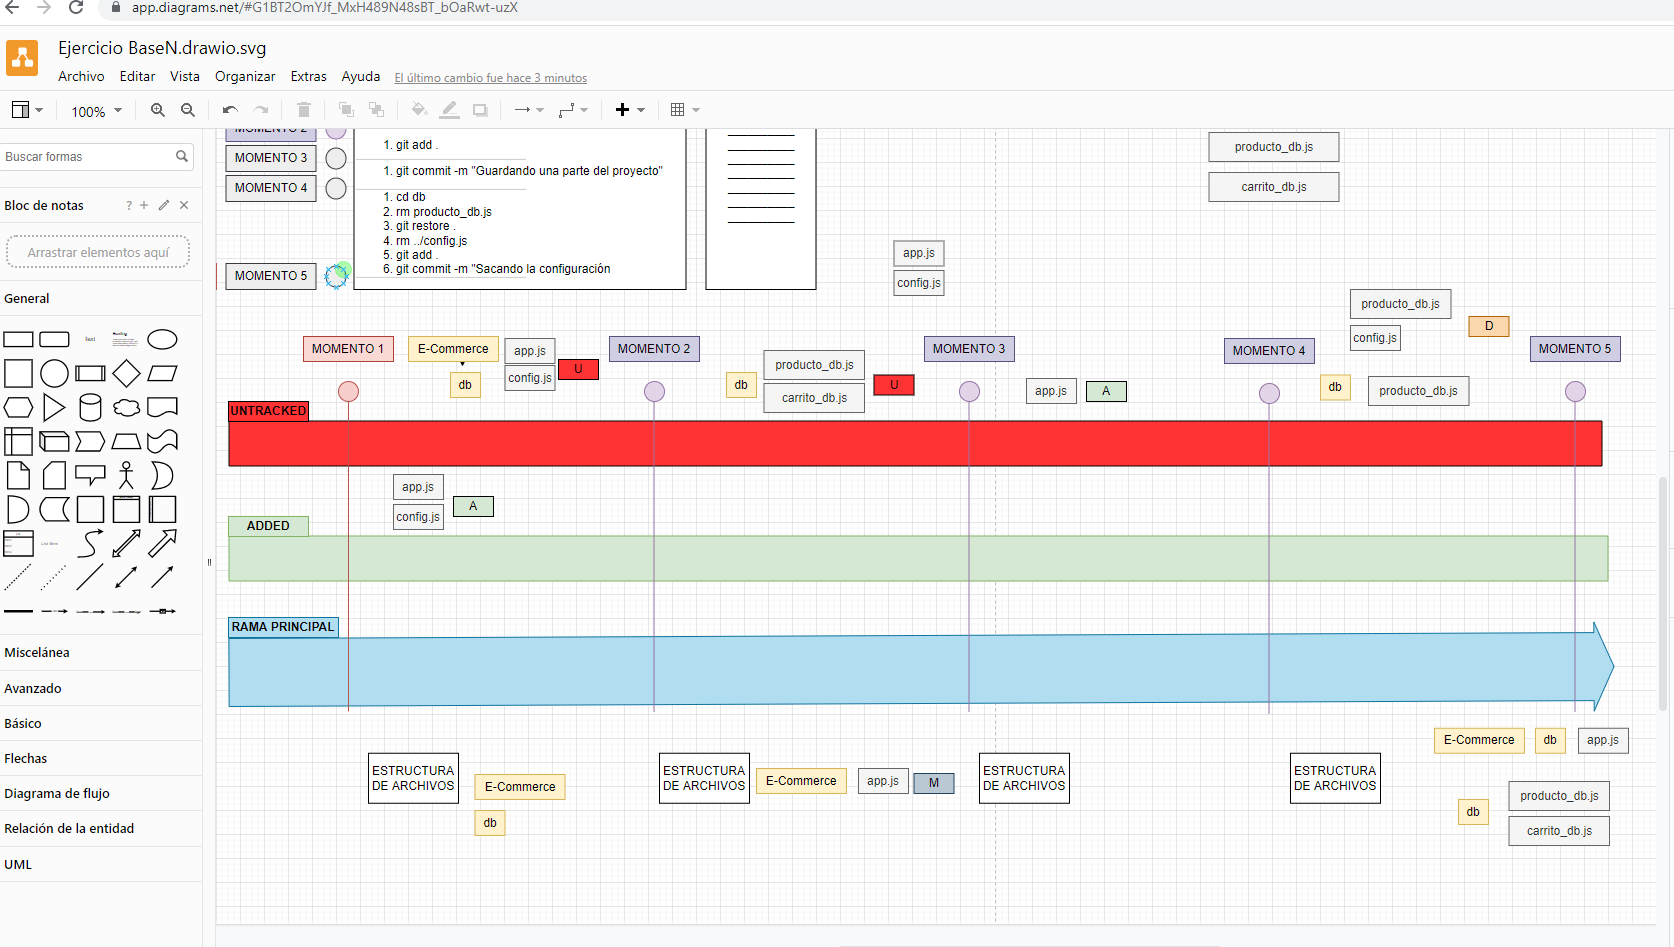 app.diagrams.net/#G1BT2OmYJf_MxH489N48sBT_bOaRwt-uzX
Ejercicio BaseN.drawio.svg
Archivo Editar Vista Organizar Extras Ayuda El último cambio fue hace 3 minutos
100%
Buscar formas
Bloc de notas
?
Arrastrar elementos aquí
General
Text
Heading
List Item
Miscelánea
Avanzado
Básico
Flechas
Diagrama de flujo
Relación de la entidad
UML
MOMENTO 2
MOMENTO 3
MOMENTO 4
MOMENTO 5
1. git add .
1. git commit -m "Guardando una parte del proyecto"
1. cd db
2. rm producto_db.js
3. git restore .
4. rm ../config.js
5. git add .
6. git commit -m "Sacando la configuración
producto_db.js
carrito_db.js
app.js
config.js
producto_db.js
config.js
D
MOMENTO 1
E-Commerce
db
app.js
config.js
U
MOMENTO 2
db
producto_db.js
carrito_db.js
U
MOMENTO 3
app.js
A
MOMENTO 4
db
producto_db.js
MOMENTO 5
UNTRACKED
app.js
config.js
A
ADDED
RAMA PRINCIPAL
ESTRUCTURA
DE ARCHIVOS
E-Commerce
db
ESTRUCTURA
DE ARCHIVOS
E-Commerce
app.js
M
ESTRUCTURA
DE ARCHIVOS
ESTRUCTURA
DE ARCHIVOS
E-Commerce
db
app.js
db
producto_db.js
carrito_db.js